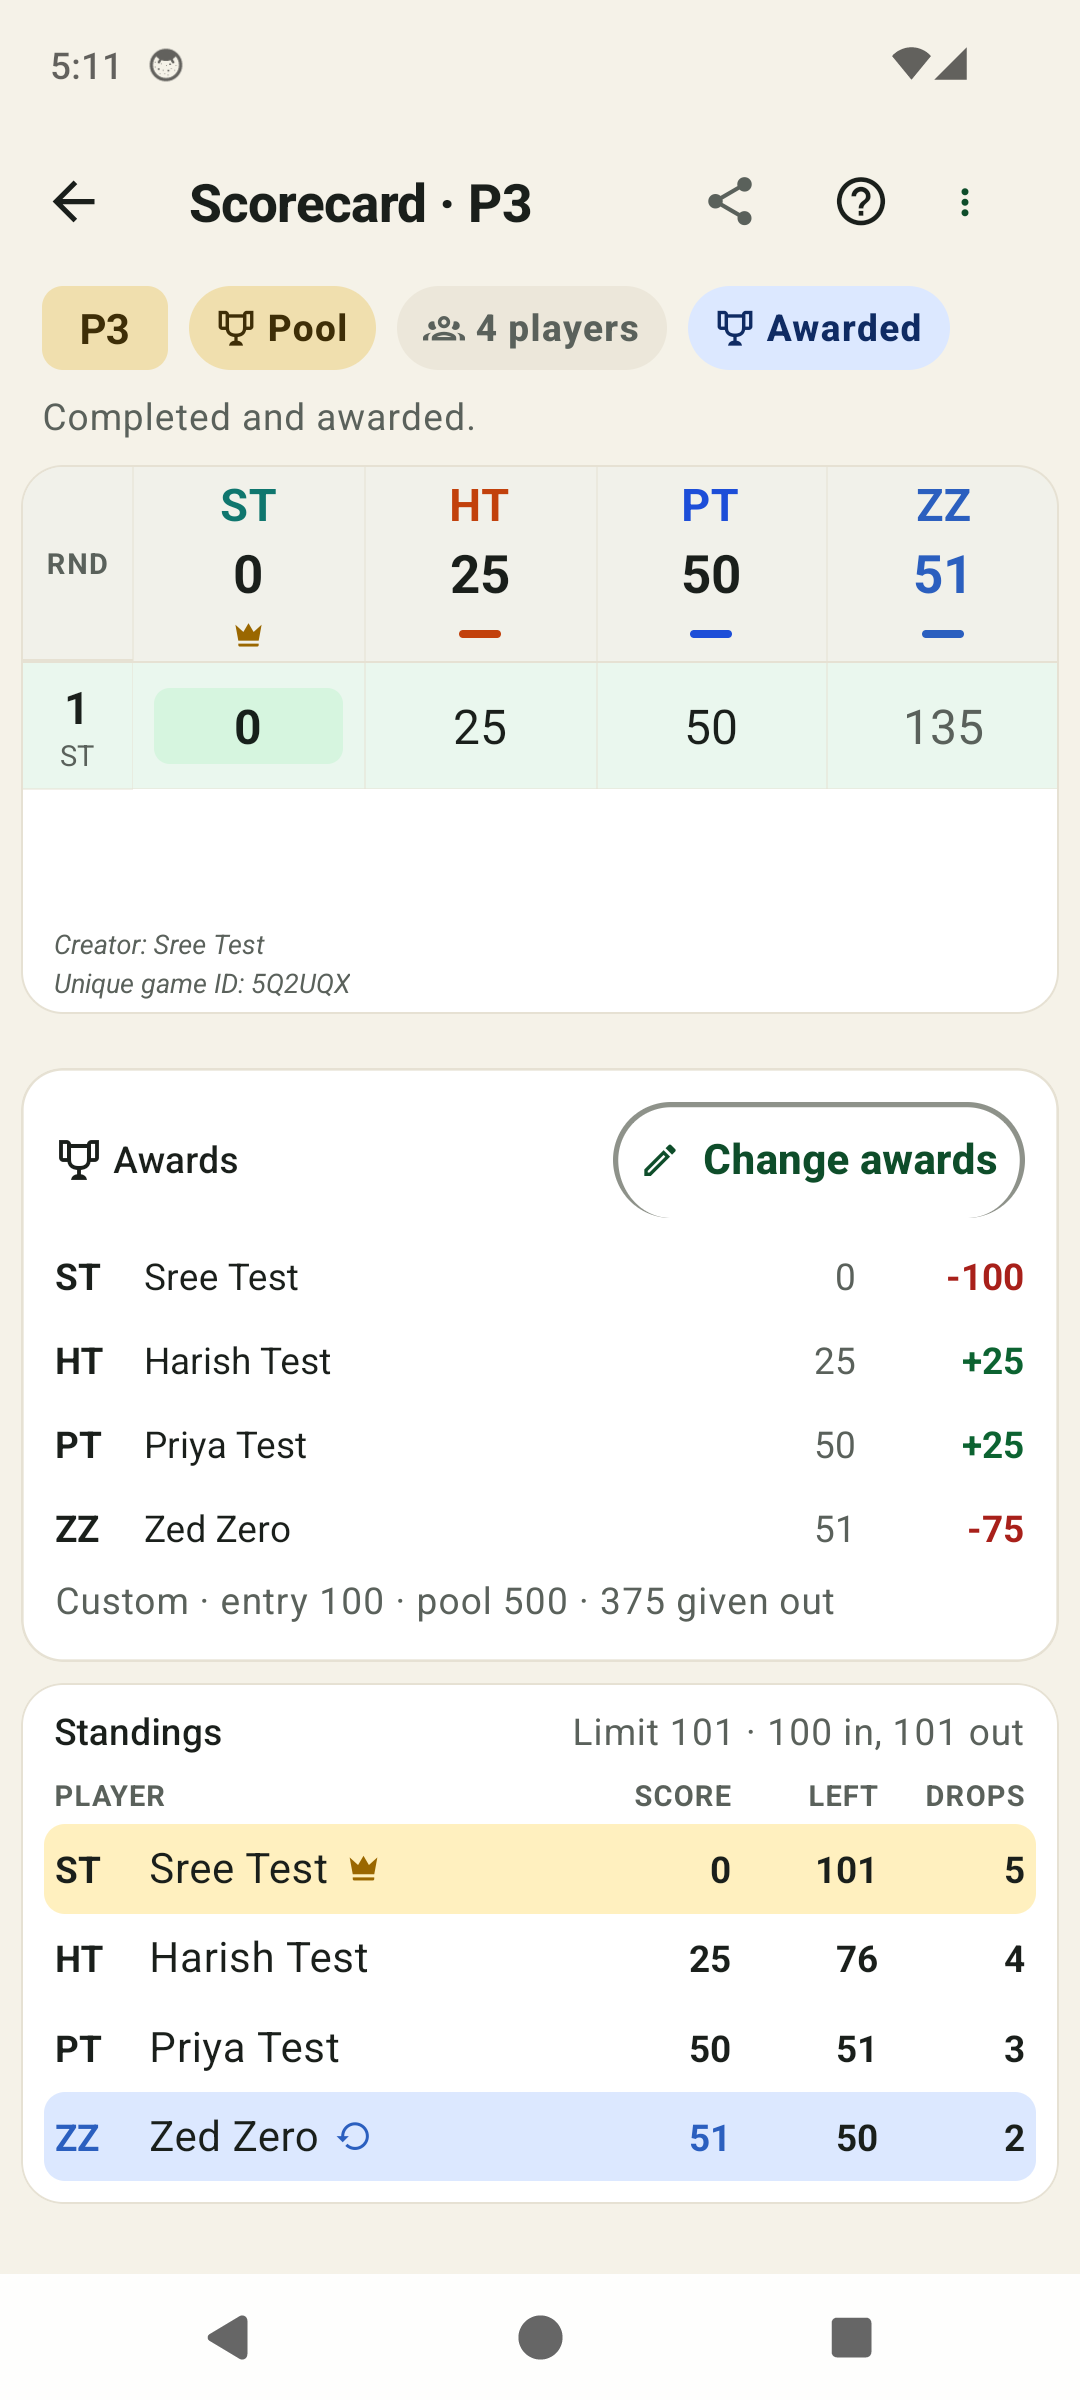 5:11
Scorecard · P3
P3 Pool 4 players Awarded
Completed and awarded.
RND ST HT PT ZZ
0 25 50 51
1 0 25 50 135
ST
Creator: Sree Test
Unique game ID: 5Q2UQX
Awards Change awards
ST Sree Test 0 -100
HT Harish Test 25 +25
PT Priya Test 50 +25
ZZ Zed Zero 51 -75
Custom · entry 100 · pool 500 · 375 given out
Standings Limit 101 · 100 in, 101 out
PLAYER SCORE LEFT DROPS
ST Sree Test 0 101 5
HT Harish Test 25 76 4
PT Priya Test 50 51 3
ZZ Zed Zero 51 50 2